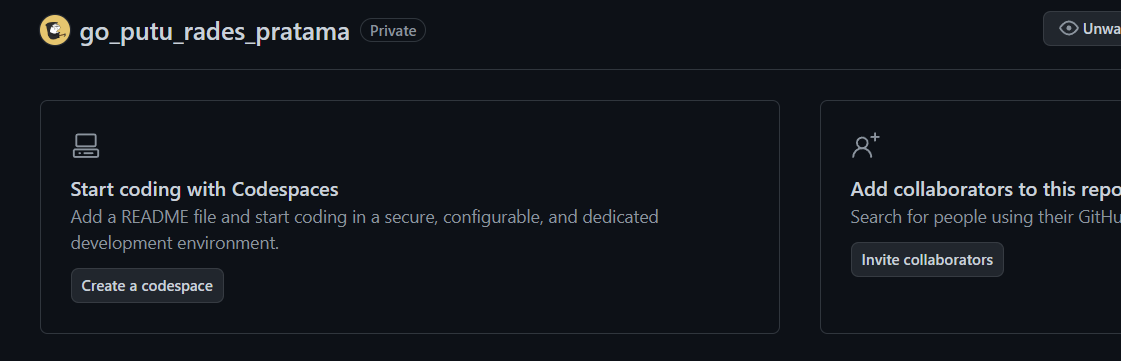 go_putu_rades_pratama Private
Unwa
Start coding with Codespaces
Add a README file and start coding in a secure, configurable, and dedicated
development environment.
Create a codespace
Add collaborators to this repo
Search for people using their GitHu
Invite collaborators